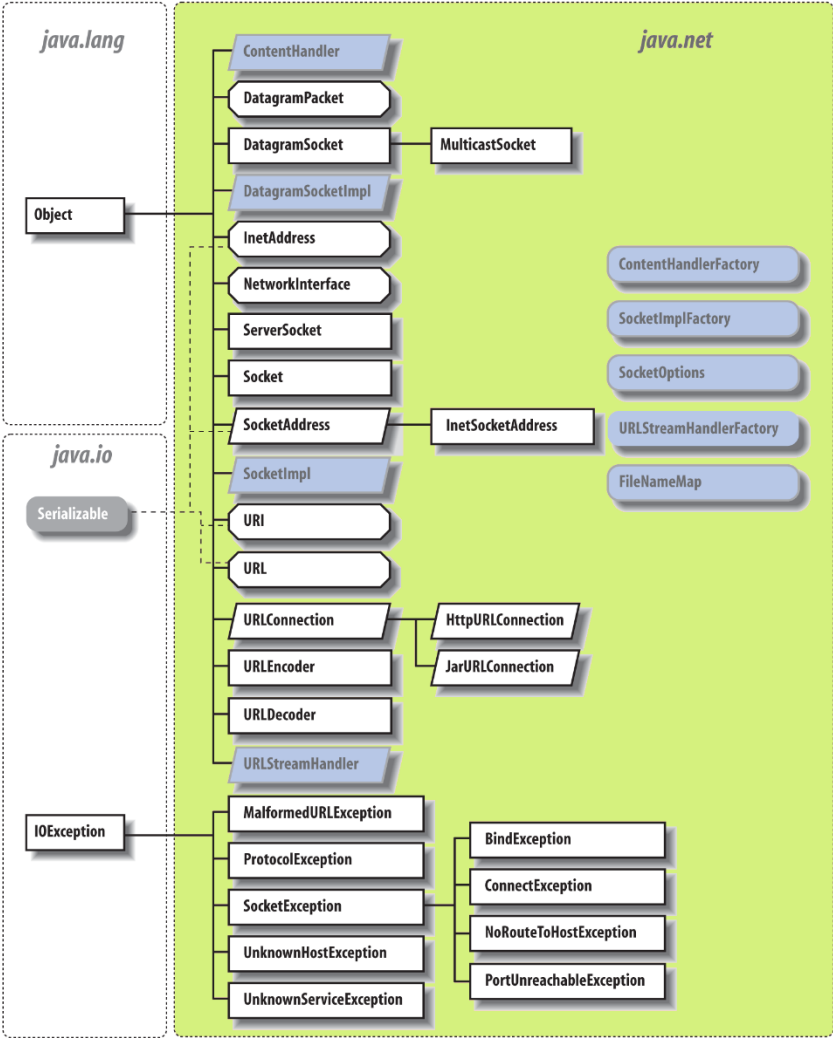 java.lang
java.net
ContentHandler
DatagramPacket
DatagramSocket
MulticastSocket
DatagramSocketImpl
Object
InetAddress
ContentHandlerFactory
NetworkInterface
SocketImplFactory
ServerSocket
SocketOptions
Socket
SocketAddress
InetSocketAddress
URLStreamHandlerFactory
java.io
SocketImpl
FileNameMap
Serializable
URI
URL
URLConnection
HttpURLConnection
URLEncoder
JarURLConnection
URLDecoder
URLStreamHandler
MalformedURLException
IOException
BindException
ProtocolException
ConnectException
SocketException
NoRouteToHostException
UnknownHostException
PortUnreachableException
UnknownServiceException